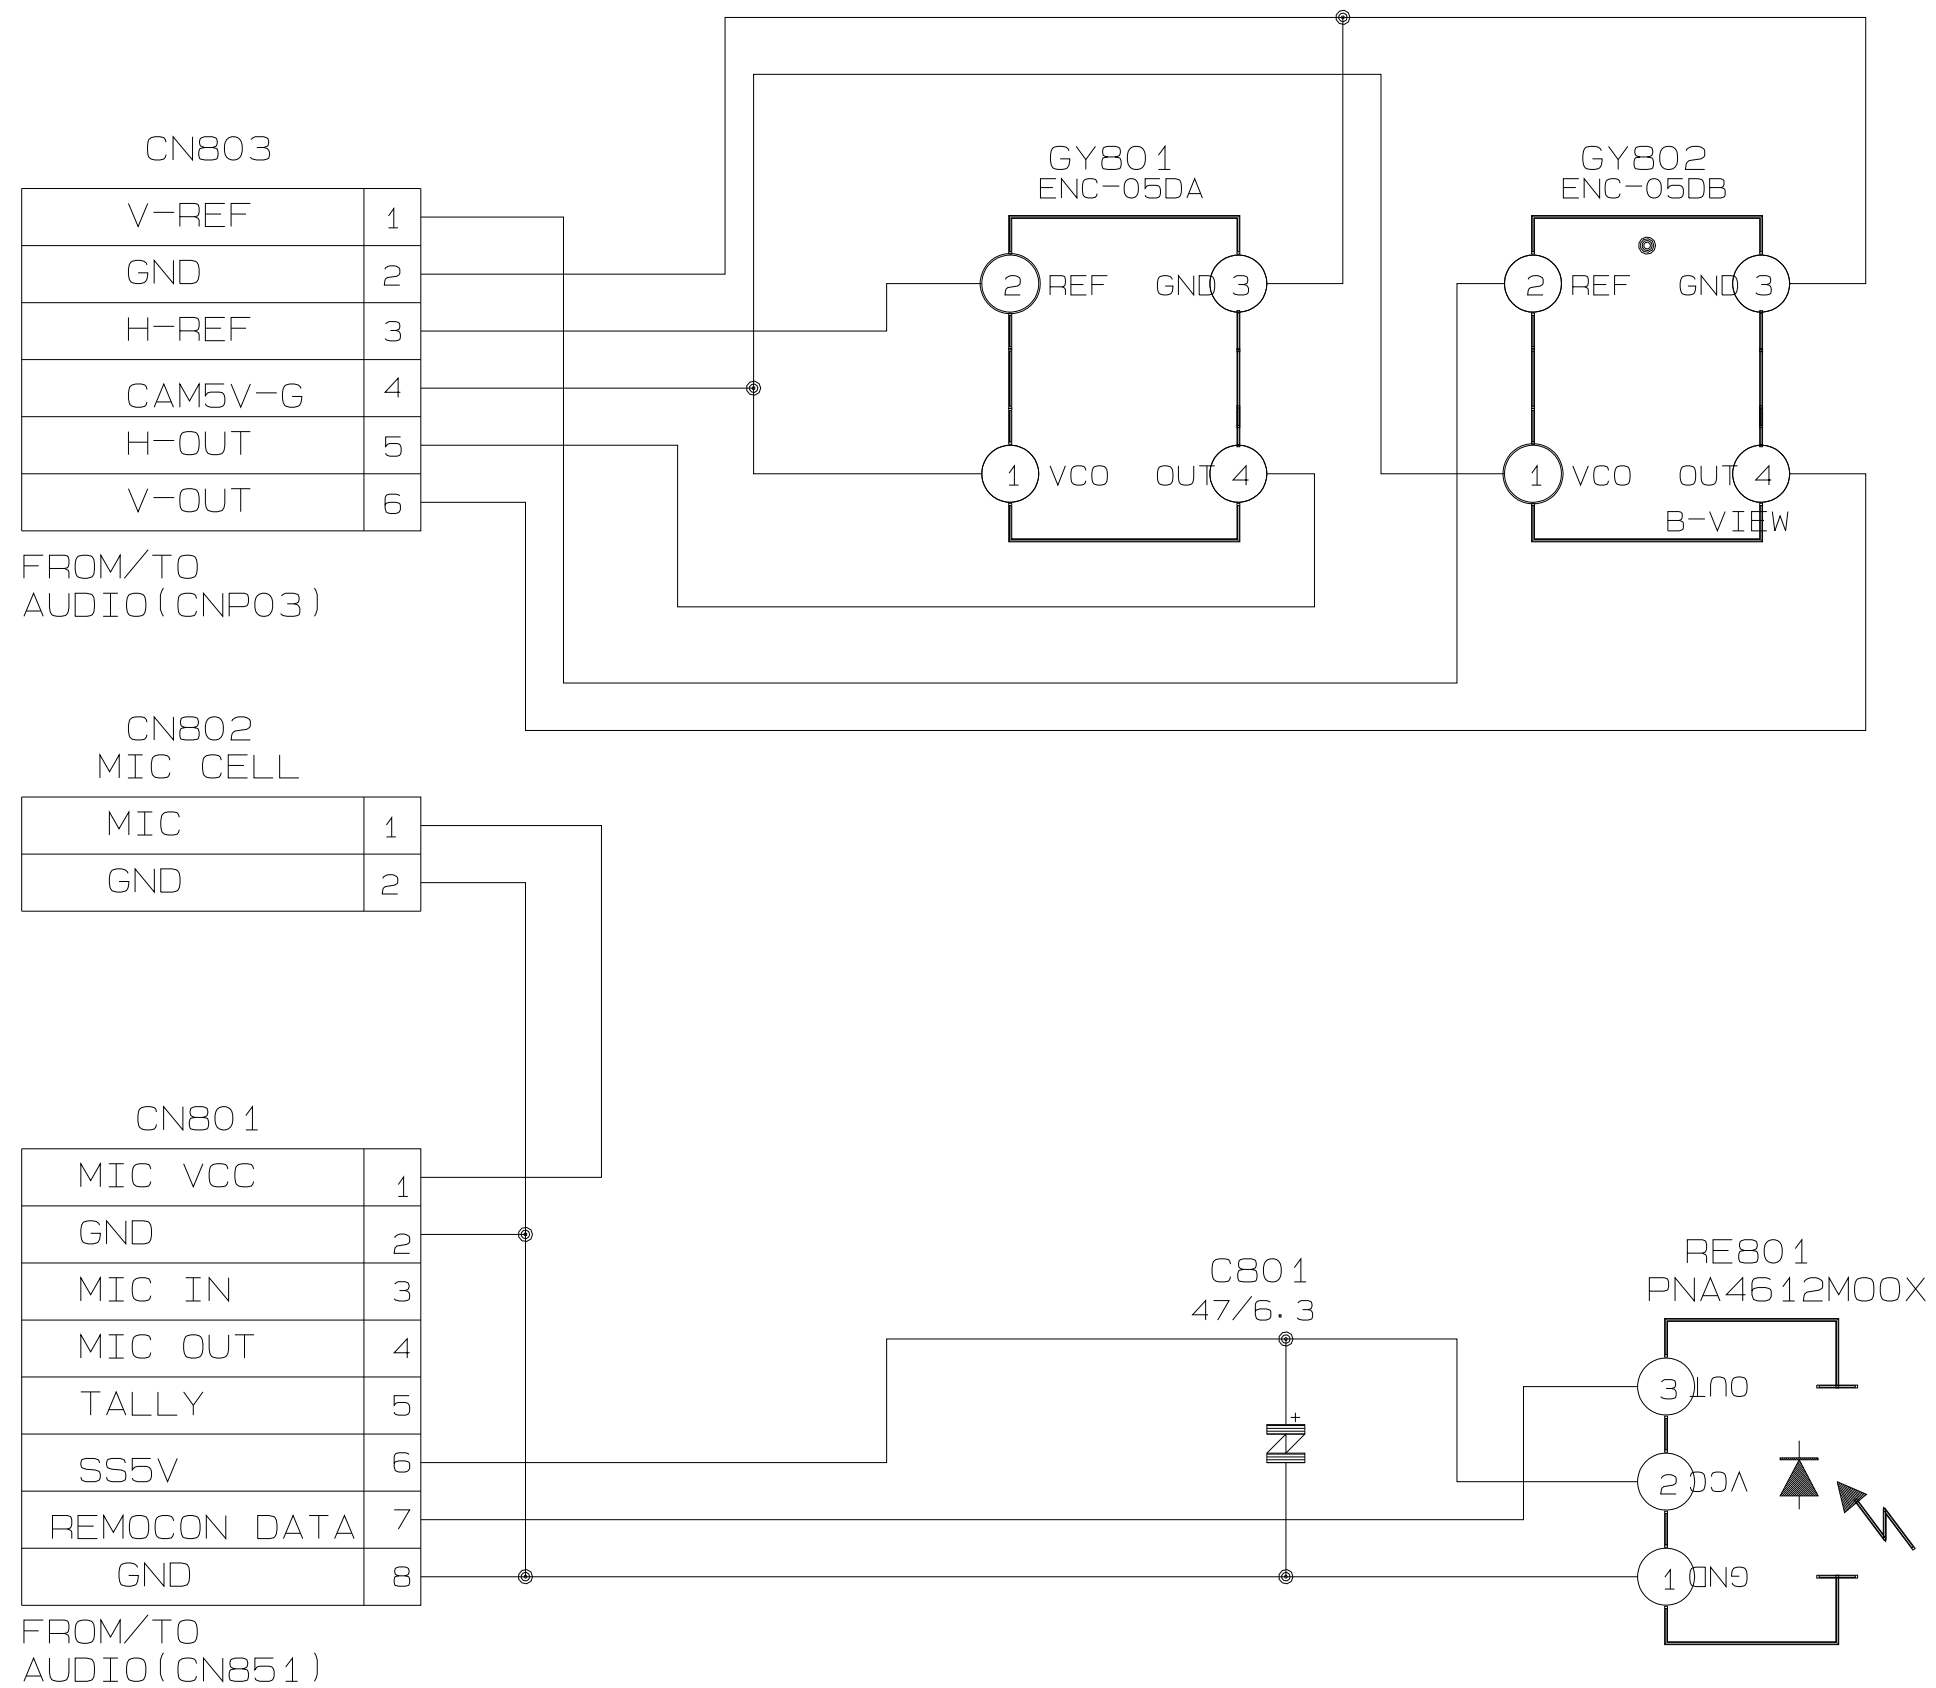 CN803
V-REF 1
GND 2
H-REF 3
CAM5V-G 4
H-OUT 5
V-OUT 6
FROM/TO
AUDIO(CNP03)
GY801
ENC-05DA
2 REF GND 3
1 VCO OUT 4
GY802
ENC-05DB
2 REF GND 3
1 VCO OUT 4
B-VIEW
CN802
MIC CELL
MIC 1
GND 2
CN801
MIC VCC 1
GND 2
MIC IN 3
MIC OUT 4
TALLY 5
SS5V 6
REMOCON DATA 7
GND 8
FROM/TO
AUDIO(CN851)
C801
47/6.3
+
RE801
PNA4612M00X
3 OUT
2 VCC
1 GND